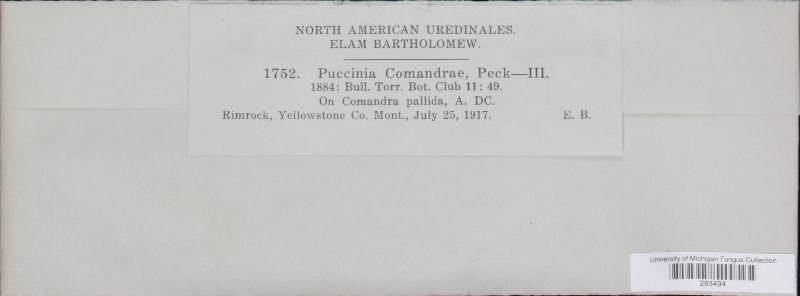 NORTH AMERICAN UREDINALES.
ELAM BARTHOLOMEW.
1752. Puccinia Comandrae, Peck—III.
1884: Bull. Torr. Bot. Club 11: 49.
On Comandra pallida, A. DC.
Rimrock, Yellowstone Co. Mont., July 25, 1917. E. B.
University of Michigan Fungus Collection
283494